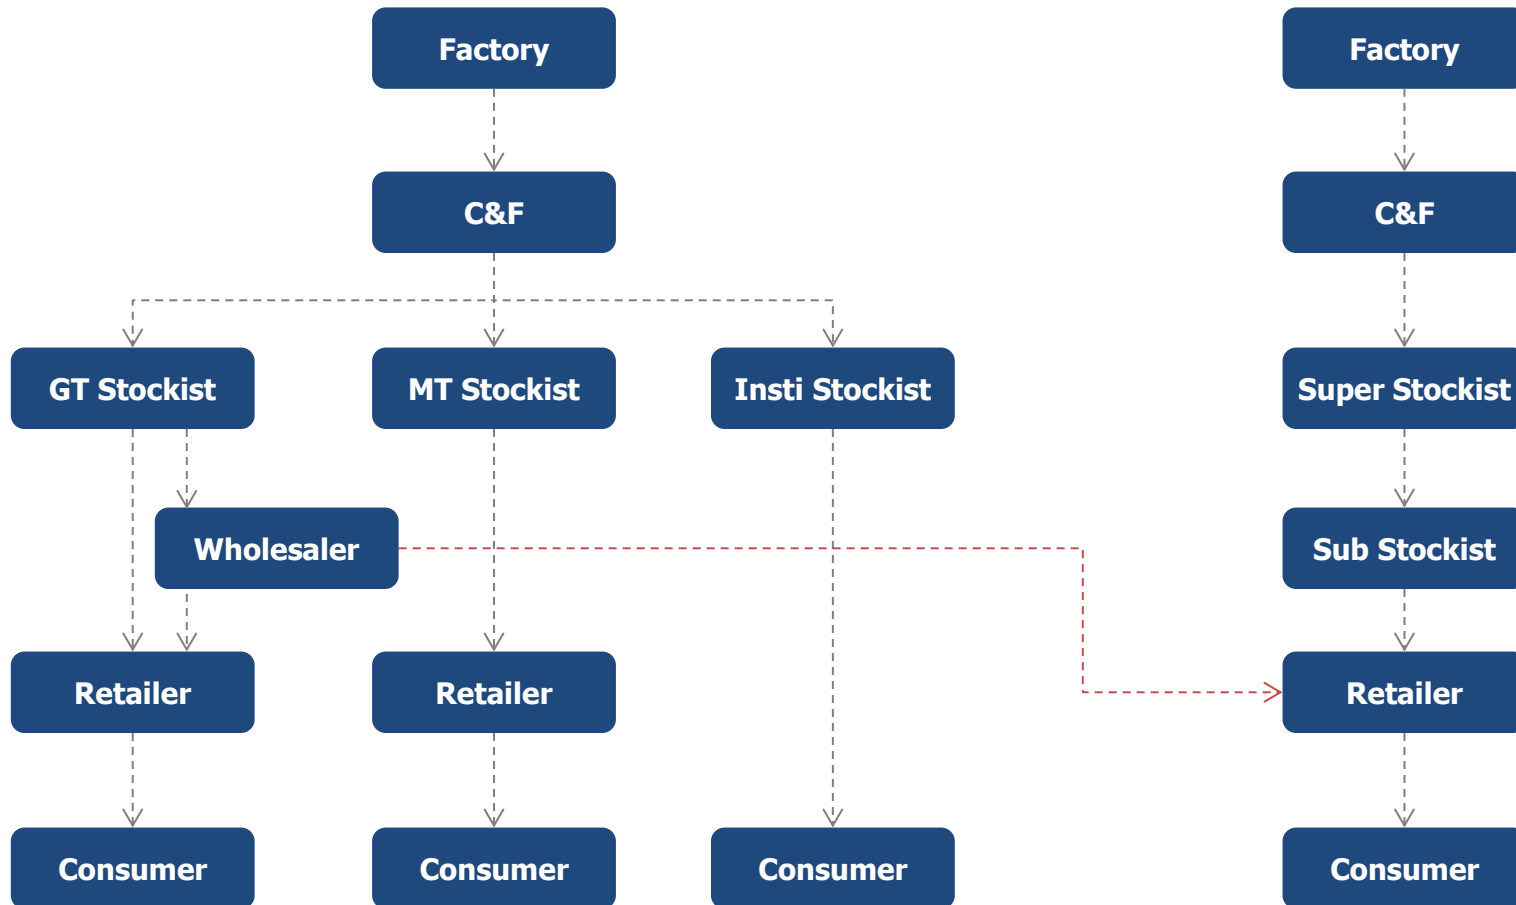 Factory
Factory
C&F
C&F
GT Stockist
MT Stockist
Insti Stockist
Super Stockist
Wholesaler
Sub Stockist
Retailer
Retailer
Retailer
Consumer
Consumer
Consumer
Consumer